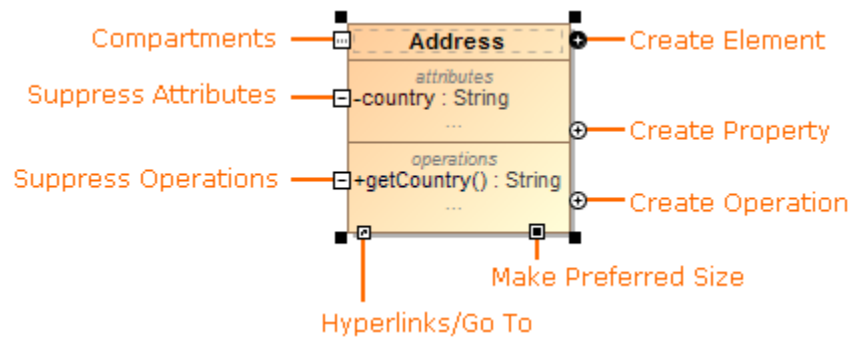 Compartments
Address
Create Element
attributes
Suppress Attributes
-country : String
...
Create Property
operations
Suppress Operations
+getCountry() : String
...
Create Operation
Make Preferred Size
Hyperlinks/Go To